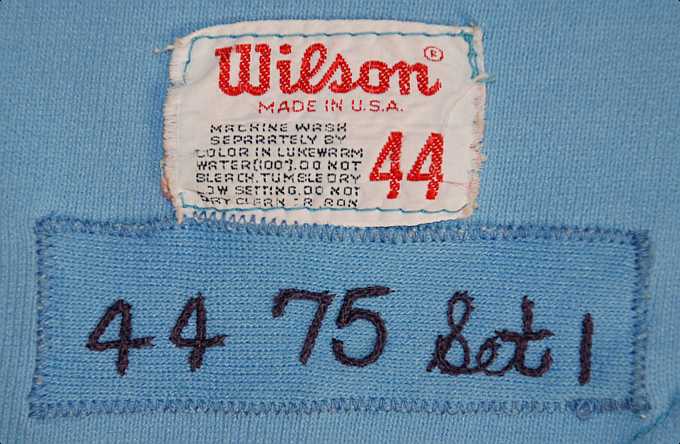 Wilson ®
MADE IN U.S.A.
MACHINE WASH
SEPARATELY BY
COLOR IN LUKEWARM
WATER(100°). DO NOT
BLEACH. TUMBLE DRY
LOW SETTING. DO NOT
DRY CLEAN OR IRON
44
44 75 Set 1